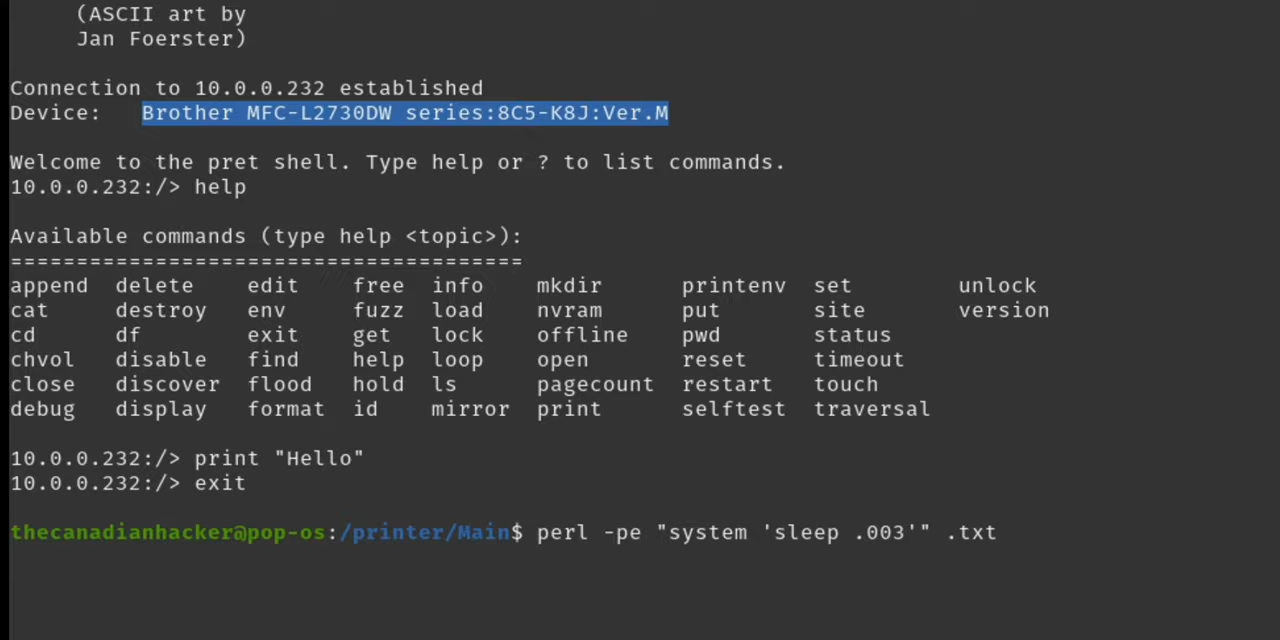 (ASCII art by
Jan Foerster)
Connection to 10.0.0.232 established
Device:   Brother MFC-L2730DW series:8C5-K8J:Ver.M
Welcome to the pret shell. Type help or ? to list commands.
10.0.0.232:/> help
Available commands (type help <topic>):
=======================================
append  delete    edit    free  info    mkdir      printenv  set        unlock
cat     destroy   env     fuzz  load    nvram      put       site       version
cd      df        exit    get   lock    offline    pwd       status
chvol   disable   find    help  loop    open       reset     timeout
close   discover  flood   hold  ls      pagecount  restart   touch
debug   display   format  id    mirror  print      selftest  traversal
10.0.0.232:/> print "Hello"
10.0.0.232:/> exit
thecanadianhacker@pop-os:/printer/Main$ perl -pe "system 'sleep .003'" .txt